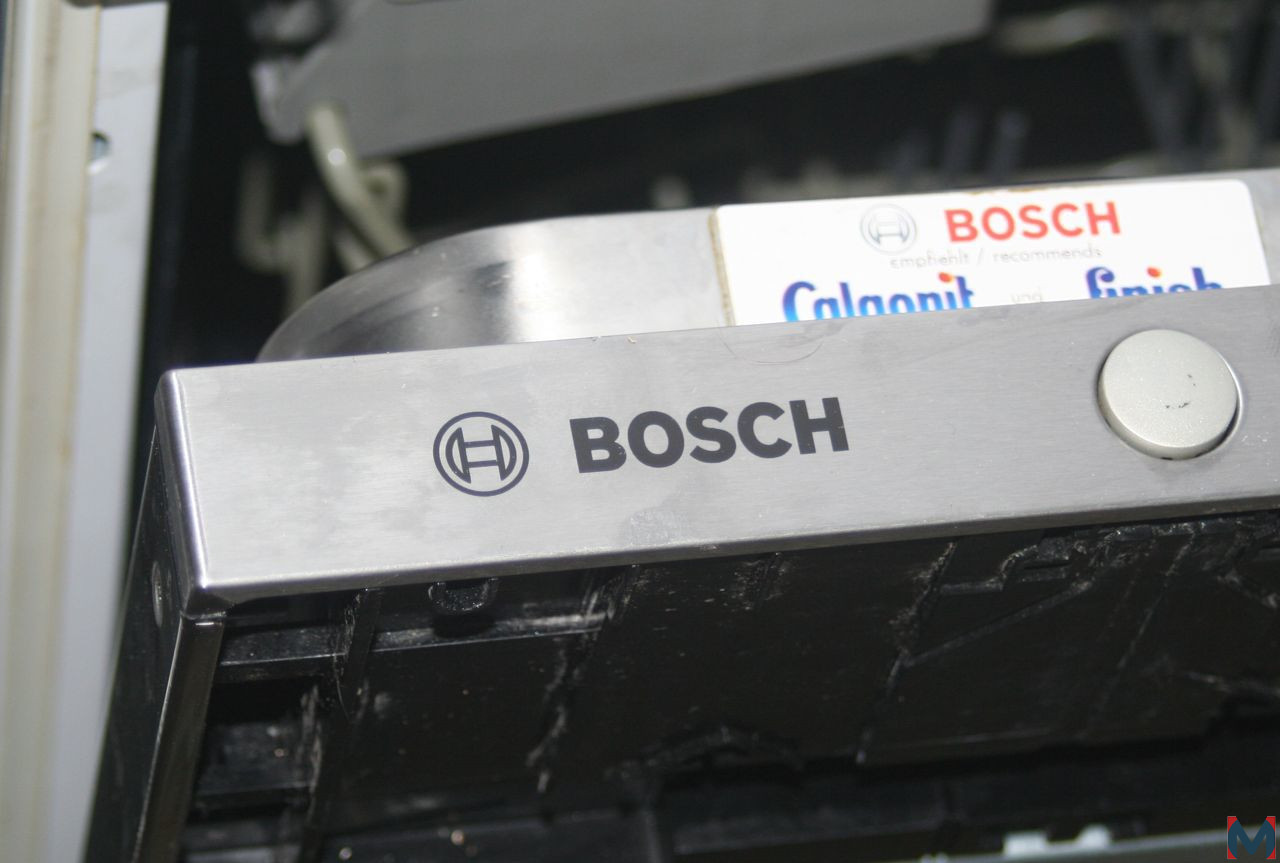 BOSCH
empfiehlt / recommends
Calgonit und finish
BOSCH
M